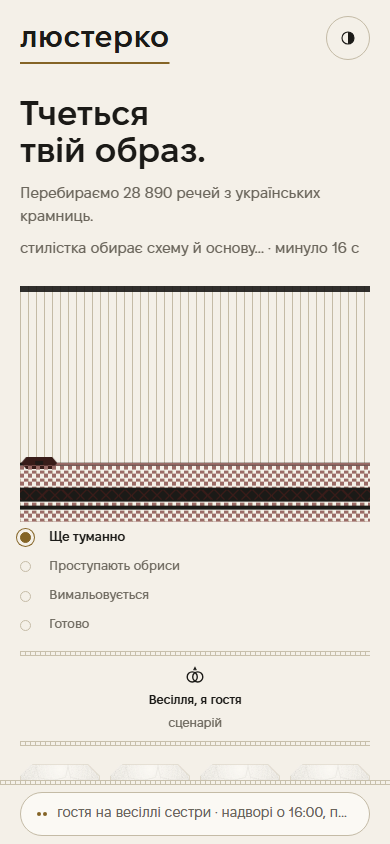 люстерко
Тчеться
твій образ.
Перебираємо 28 890 речей з українських
крамниць.
стилістка обирає схему й основу... · минуло 16 с
Ще туманно
Проступають обриси
Вимальовується
Готово
Весілля, я гостя
сценарій
гостя на весіллі сестри · надворі о 16:00, п...